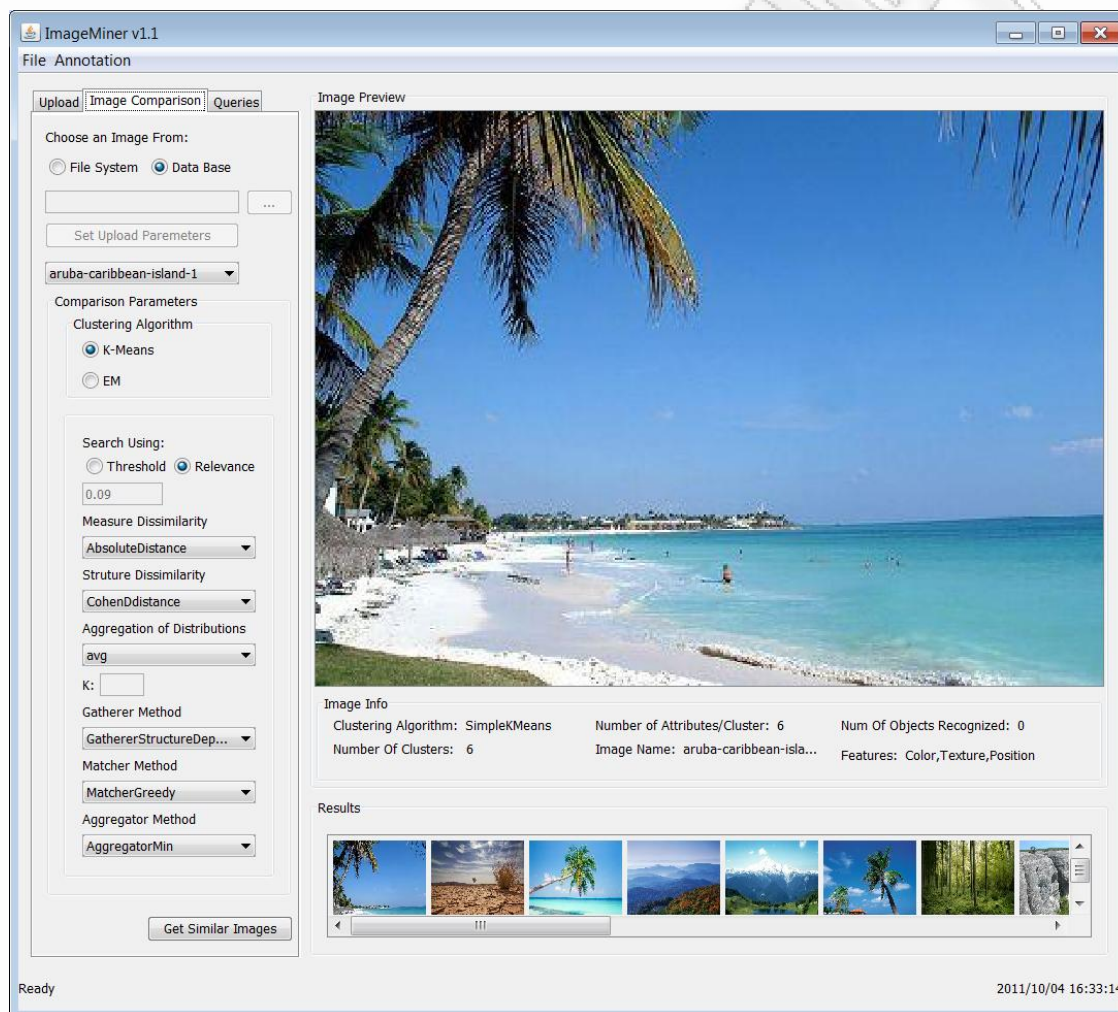 ImageMiner v1.1
File Annotation
Upload Image Comparison Queries
Choose an Image From:
File System Data Base
...
Set Upload Paremeters
aruba-caribbean-island-1
Comparison Parameters
Clustering Algorithm
K-Means
EM
Search Using:
Threshold Relevance
0.09
Measure Dissimilarity
AbsoluteDistance
Struture Dissimilarity
CohenDdistance
Aggregation of Distributions
avg
K:
Gatherer Method
GathererStructureDep...
Matcher Method
MatcherGreedy
Aggregator Method
AggregatorMin
Get Similar Images
Image Preview
Image Info
Clustering Algorithm: SimpleKMeans Number of Attributes/Cluster: 6 Num Of Objects Recognized: 0
Number Of Clusters: 6 Image Name: aruba-caribbean-isla... Features: Color,Texture,Position
Results
Ready 2011/10/04 16:33:14